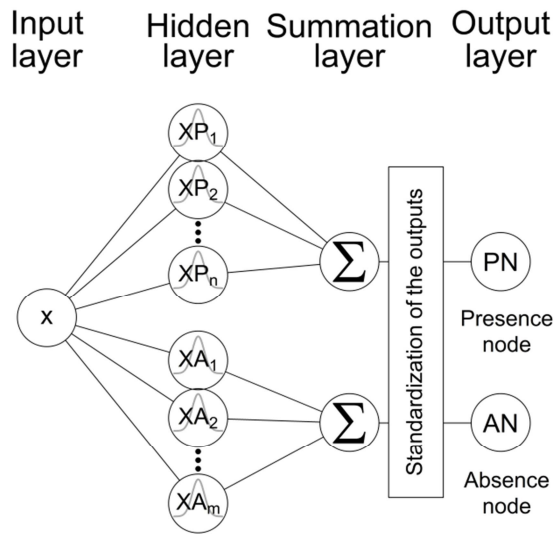 Input
layer
Hidden
layer
Summation
layer
Output
layer
XP1
XP2
XPn
x
XA1
XA2
XAm
∑
∑
Standardization of the outputs
PN
Presence
node
AN
Absence
node